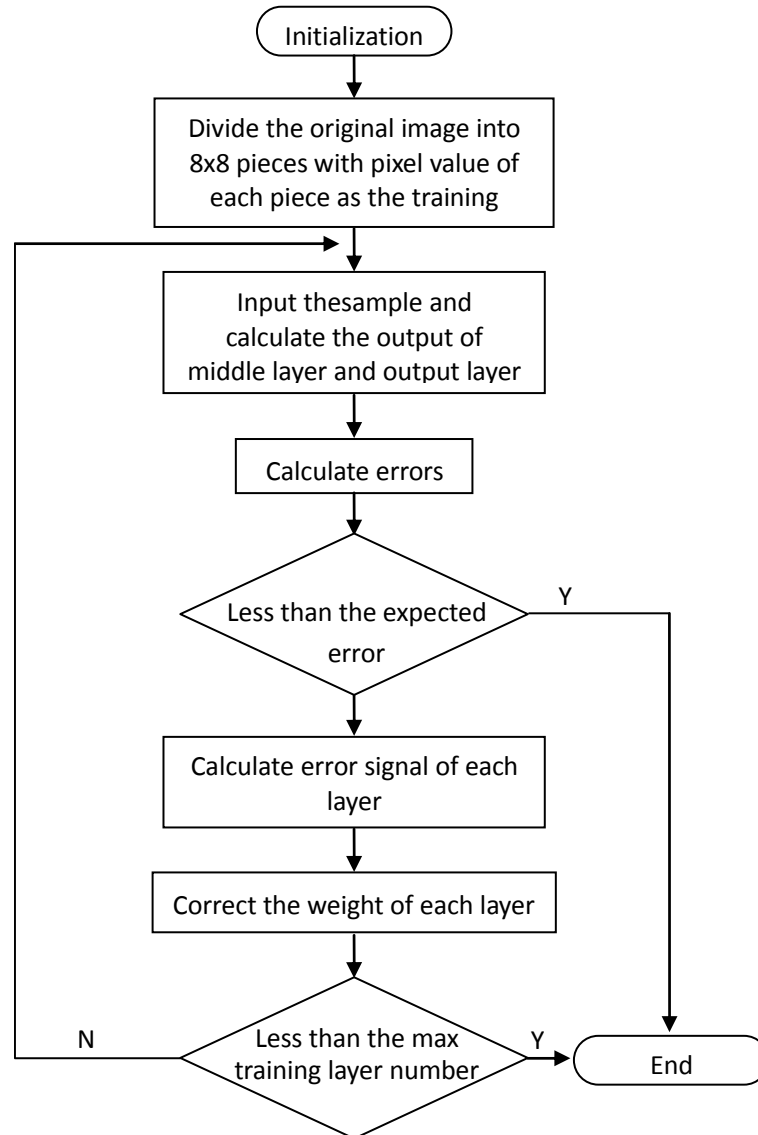 Initialization
Divide the original image into
8x8 pieces with pixel value of
each piece as the training
Input thesample and
calculate the output of
middle layer and output layer
Calculate errors
Less than the expected
error
Y
Calculate error signal of each
layer
Correct the weight of each layer
Less than the max
training layer number
N
Y
End